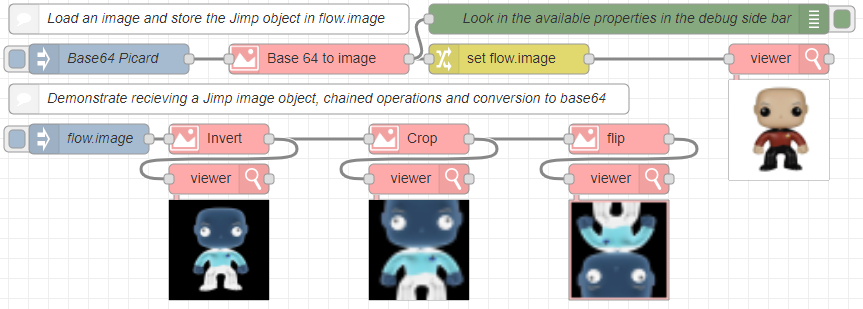 Load an image and store the Jimp object in flow.image
Look in the available properties in the debug side bar
Base64 Picard
Base 64 to image
set flow.image
viewer
Demonstrate recieving a Jimp image object, chained operations and conversion to base64
flow.image
Invert
Crop
flip
viewer
viewer
viewer